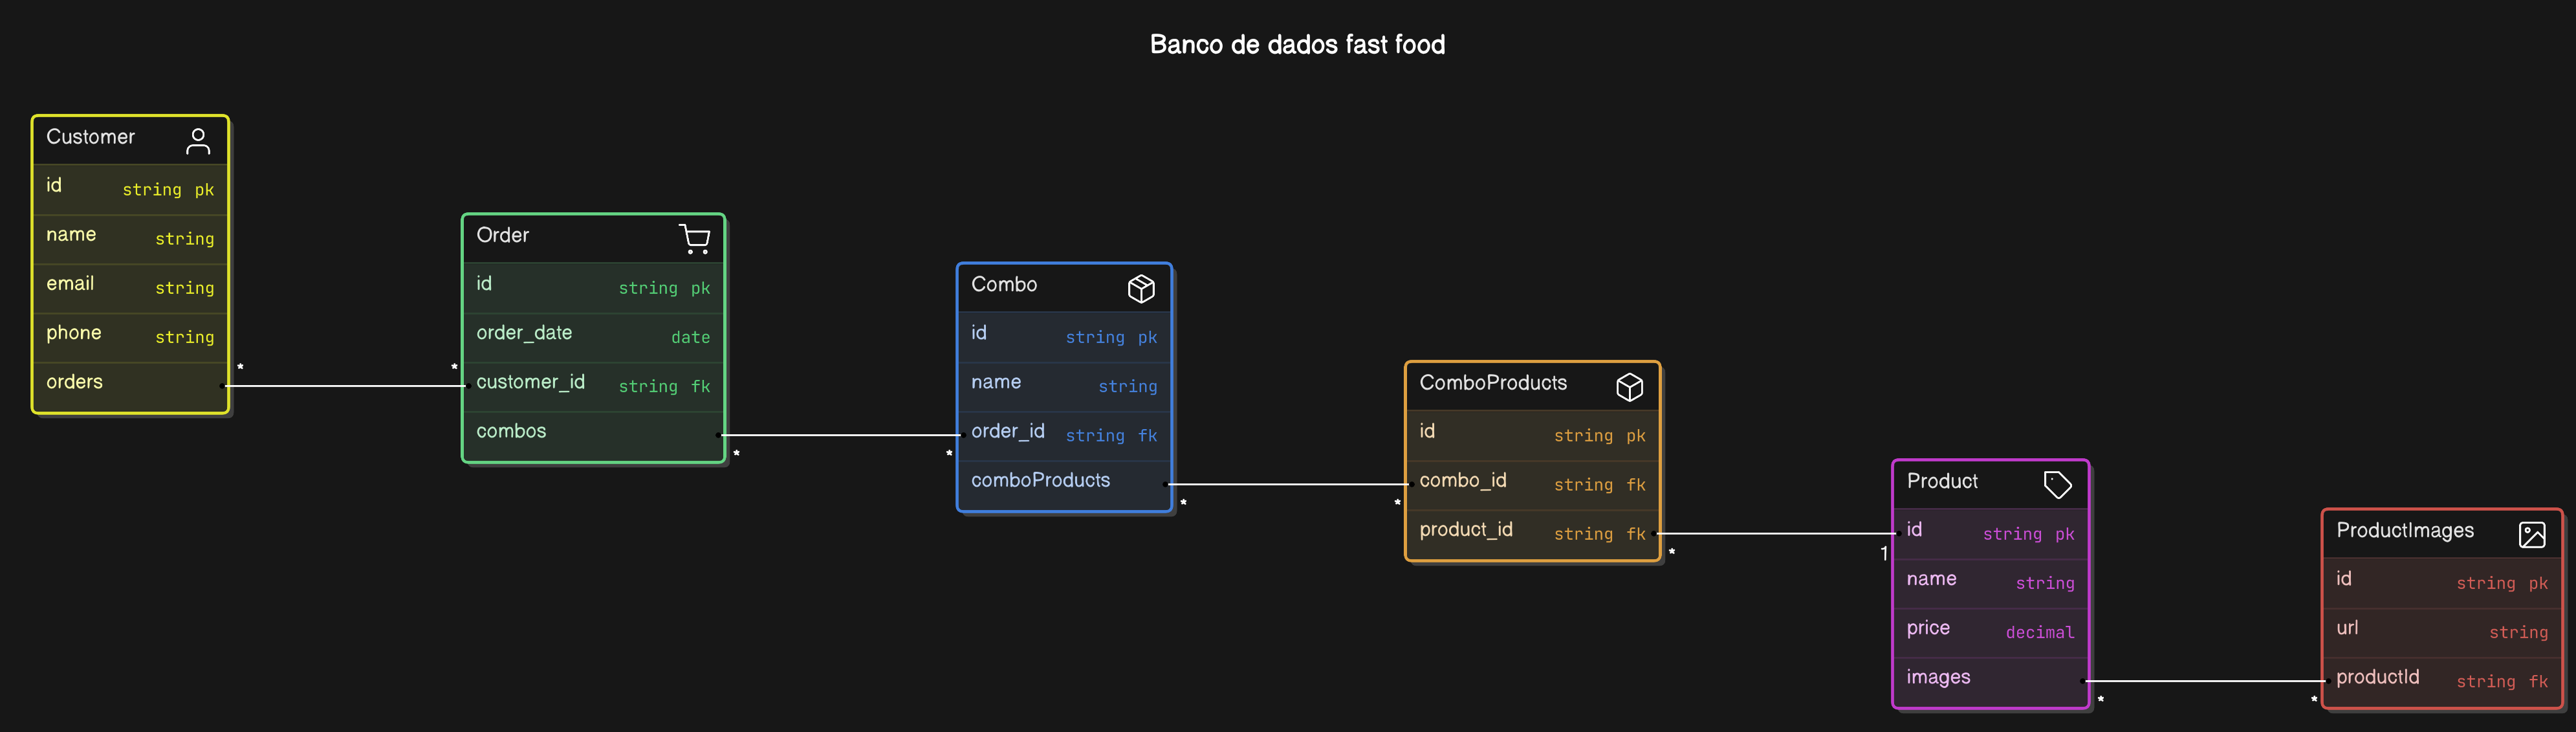 Banco de dados fast food
Customer
id string pk
name string
email string
phone string
orders
* *
Order
id string pk
order_date date
customer_id string fk
combos
* *
Combo
id string pk
name string
order_id string fk
comboProducts
* *
ComboProducts
id string pk
combo_id string fk
product_id string fk
* 1
Product
id string pk
name string
price decimal
images
* *
ProductImages
id string pk
url string
productId string fk